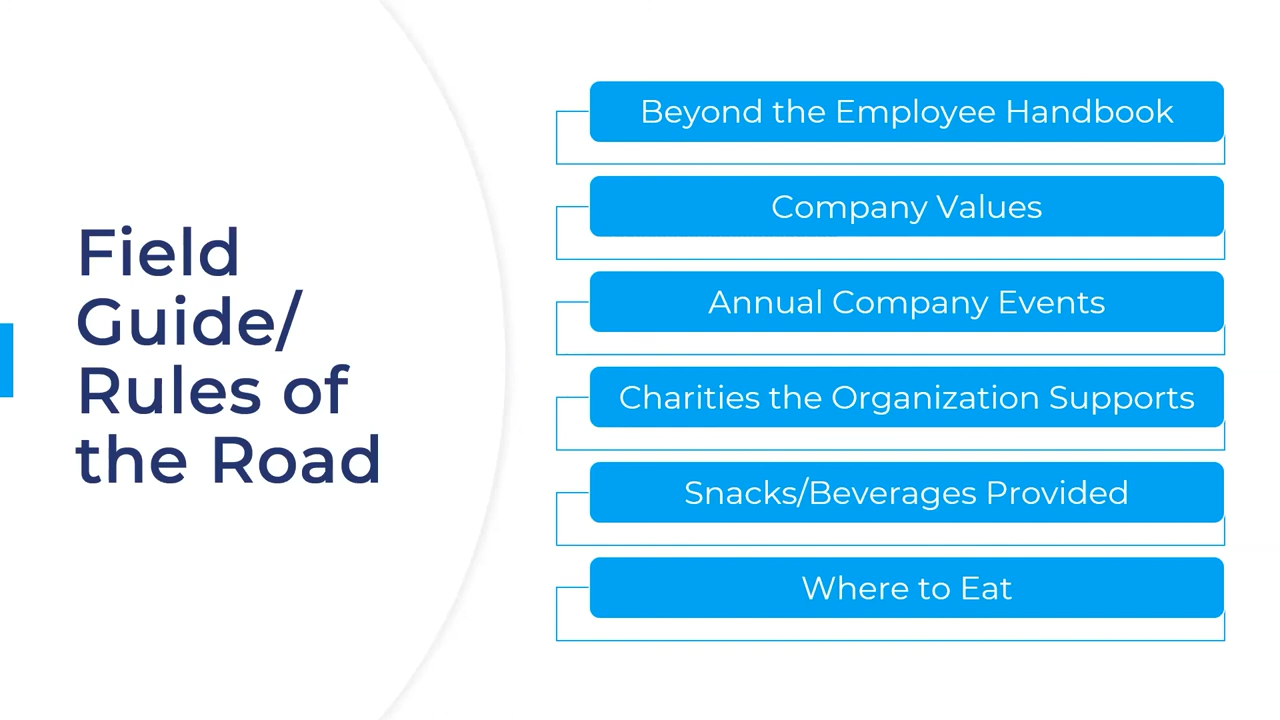 Field
Guide/
Rules of
the Road
Beyond the Employee Handbook
Company Values
Annual Company Events
Charities the Organization Supports
Snacks/Beverages Provided
Where to Eat